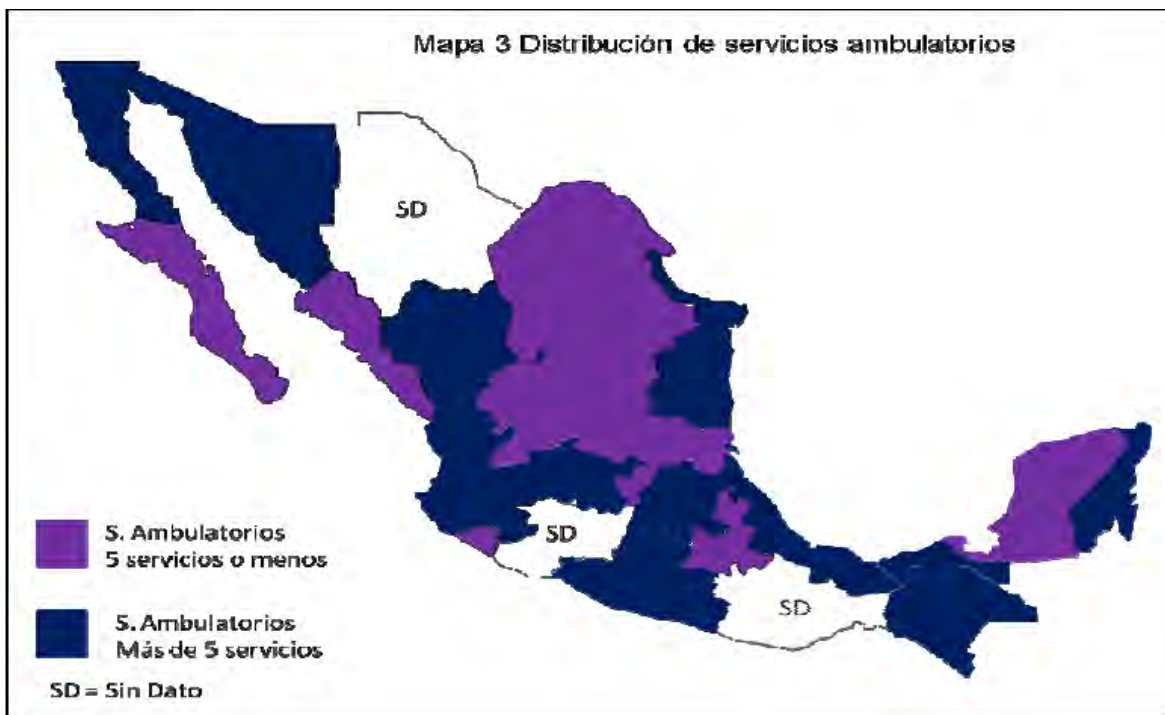 Mapa 3 Distribución de servicios ambulatorios
SD
SD
SD
S. Ambulatorios
5 servicios o menos
S. Ambulatorios
Más de 5 servicios
SD = Sin Dato